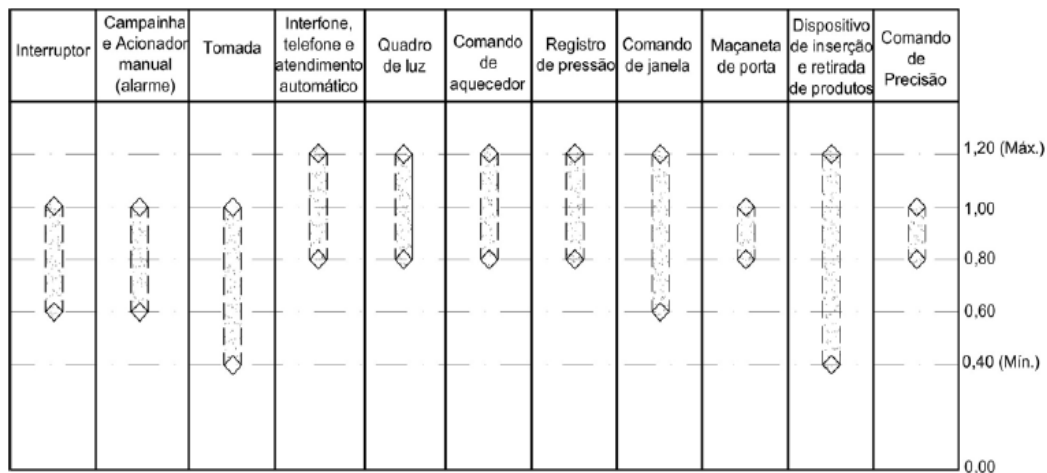 Interruptor
Campainha
e Acionador
manual
(alarme)
Tomada
Interfone,
telefone e
atendimento
automático
Quadro
de luz
Comando
de
aquecedor
Registro
de pressão
Comando
de janela
Maçaneta
de porta
Dispositivo
de inserção
e retirada
de produtos
Comando
de
Precisão
1,20 (Máx.)
1,00
0,80
0,60
0,40 (Mín.)
0.00